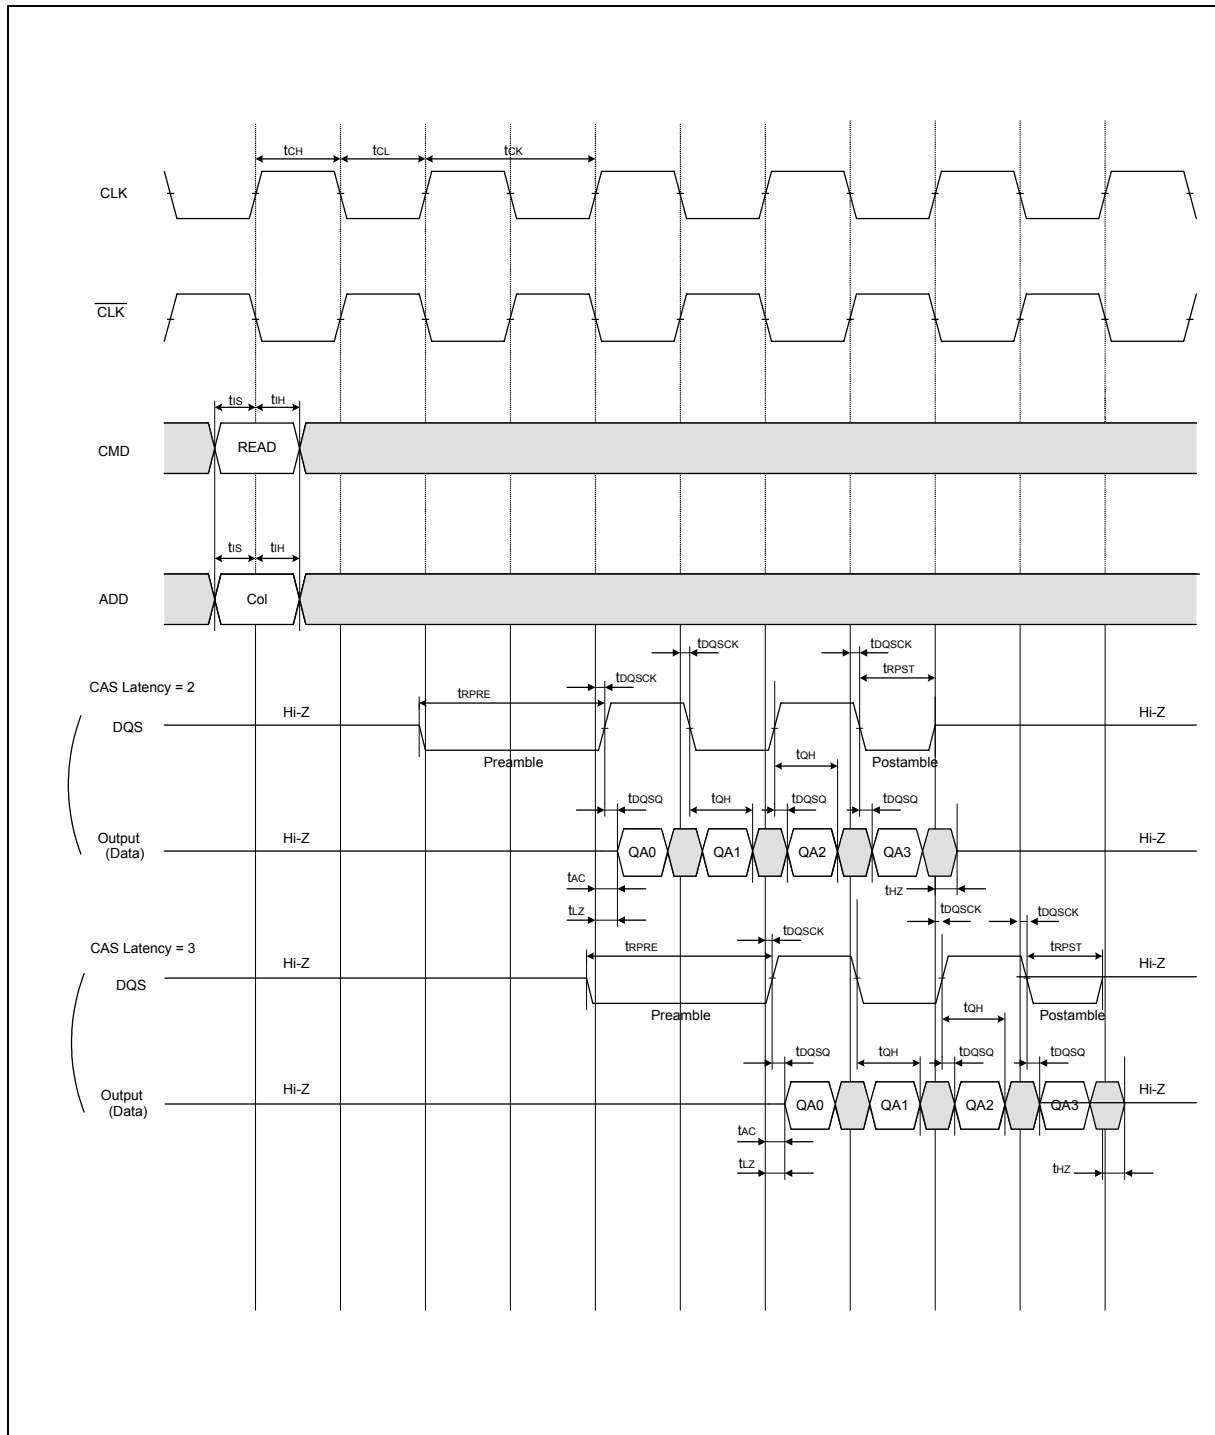 tCH tCL tCK
CLK
CLK
tIS tIH
CMD READ
tIS tIH
ADD Col
tDQSCK tDQSCK
tDQSCK tRPST
CAS Latency = 2 tRPRE
DQS Hi-Z Hi-Z
Preamble Postamble
tQH
tDQSQ tQH tDQSQ tDQSQ
Output
(Data)
Hi-Z QA0 QA1 QA2 QA3 Hi-Z
tAC tHZ
tLZ tDQSCK tDQSCK
CAS Latency = 3 tRPRE tDQSCK tRPST
DQS Hi-Z Hi-Z
Preamble Postamble
tQH
tDQSQ tQH tDQSQ tDQSQ
Output
(Data)
Hi-Z QA0 QA1 QA2 QA3 Hi-Z
tAC
tLZ tHZ